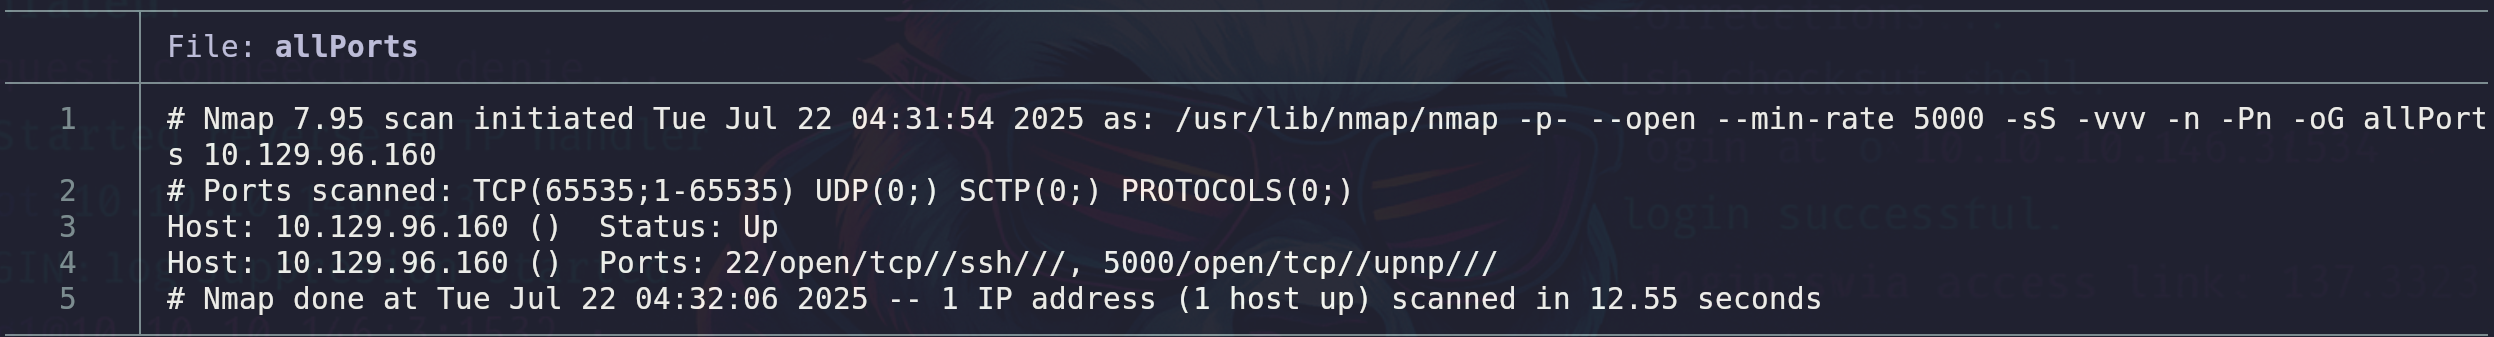 File: allPorts
1 # Nmap 7.95 scan initiated Tue Jul 22 04:31:54 2025 as: /usr/lib/nmap/nmap -p- --open --min-rate 5000 -sS -vvv -n -Pn -oG allPort
s 10.129.96.160
2 # Ports scanned: TCP(65535;1-65535) UDP(0;) SCTP(0;) PROTOCOLS(0;)
3 Host: 10.129.96.160 () Status: Up
4 Host: 10.129.96.160 () Ports: 22/open/tcp//ssh///, 5000/open/tcp//upnp///
5 # Nmap done at Tue Jul 22 04:32:06 2025 -- 1 IP address (1 host up) scanned in 12.55 seconds